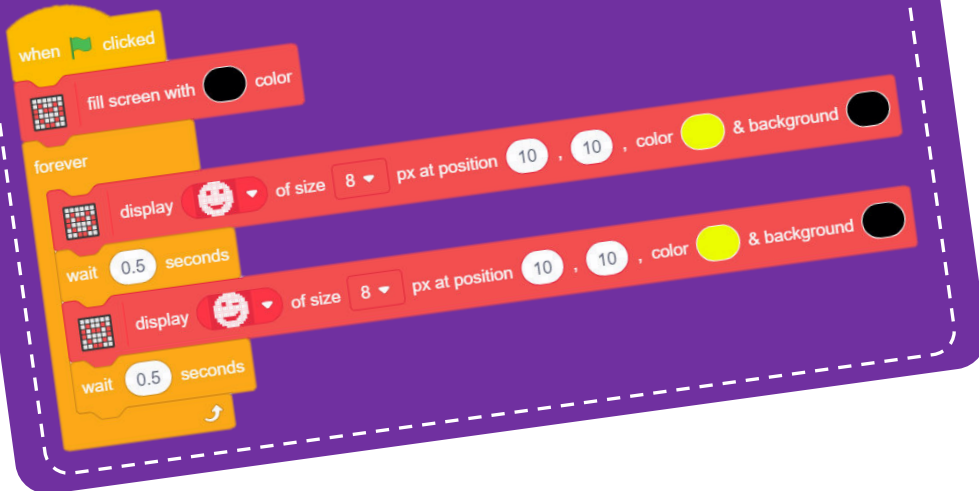 when clicked
fill screen with color
forever
display of size 8 px at position 10 , 10 , color & background
wait 0.5 seconds
display of size 8 px at position 10 , 10 , color & background
wait 0.5 seconds